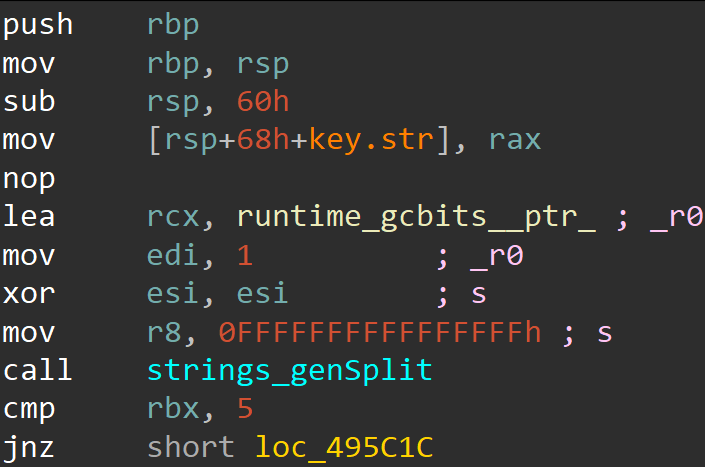 push rbp
mov rbp, rsp
sub rsp, 60h
mov [rsp+68h+key.str], rax
nop
lea rcx, runtime_gcbits__ptr_ ; _r0
mov edi, 1 ; _r0
xor esi, esi ; s
mov r8, 0FFFFFFFFFFFFFFFFh ; s
call strings_genSplit
cmp rbx, 5
jnz short loc_495C1C